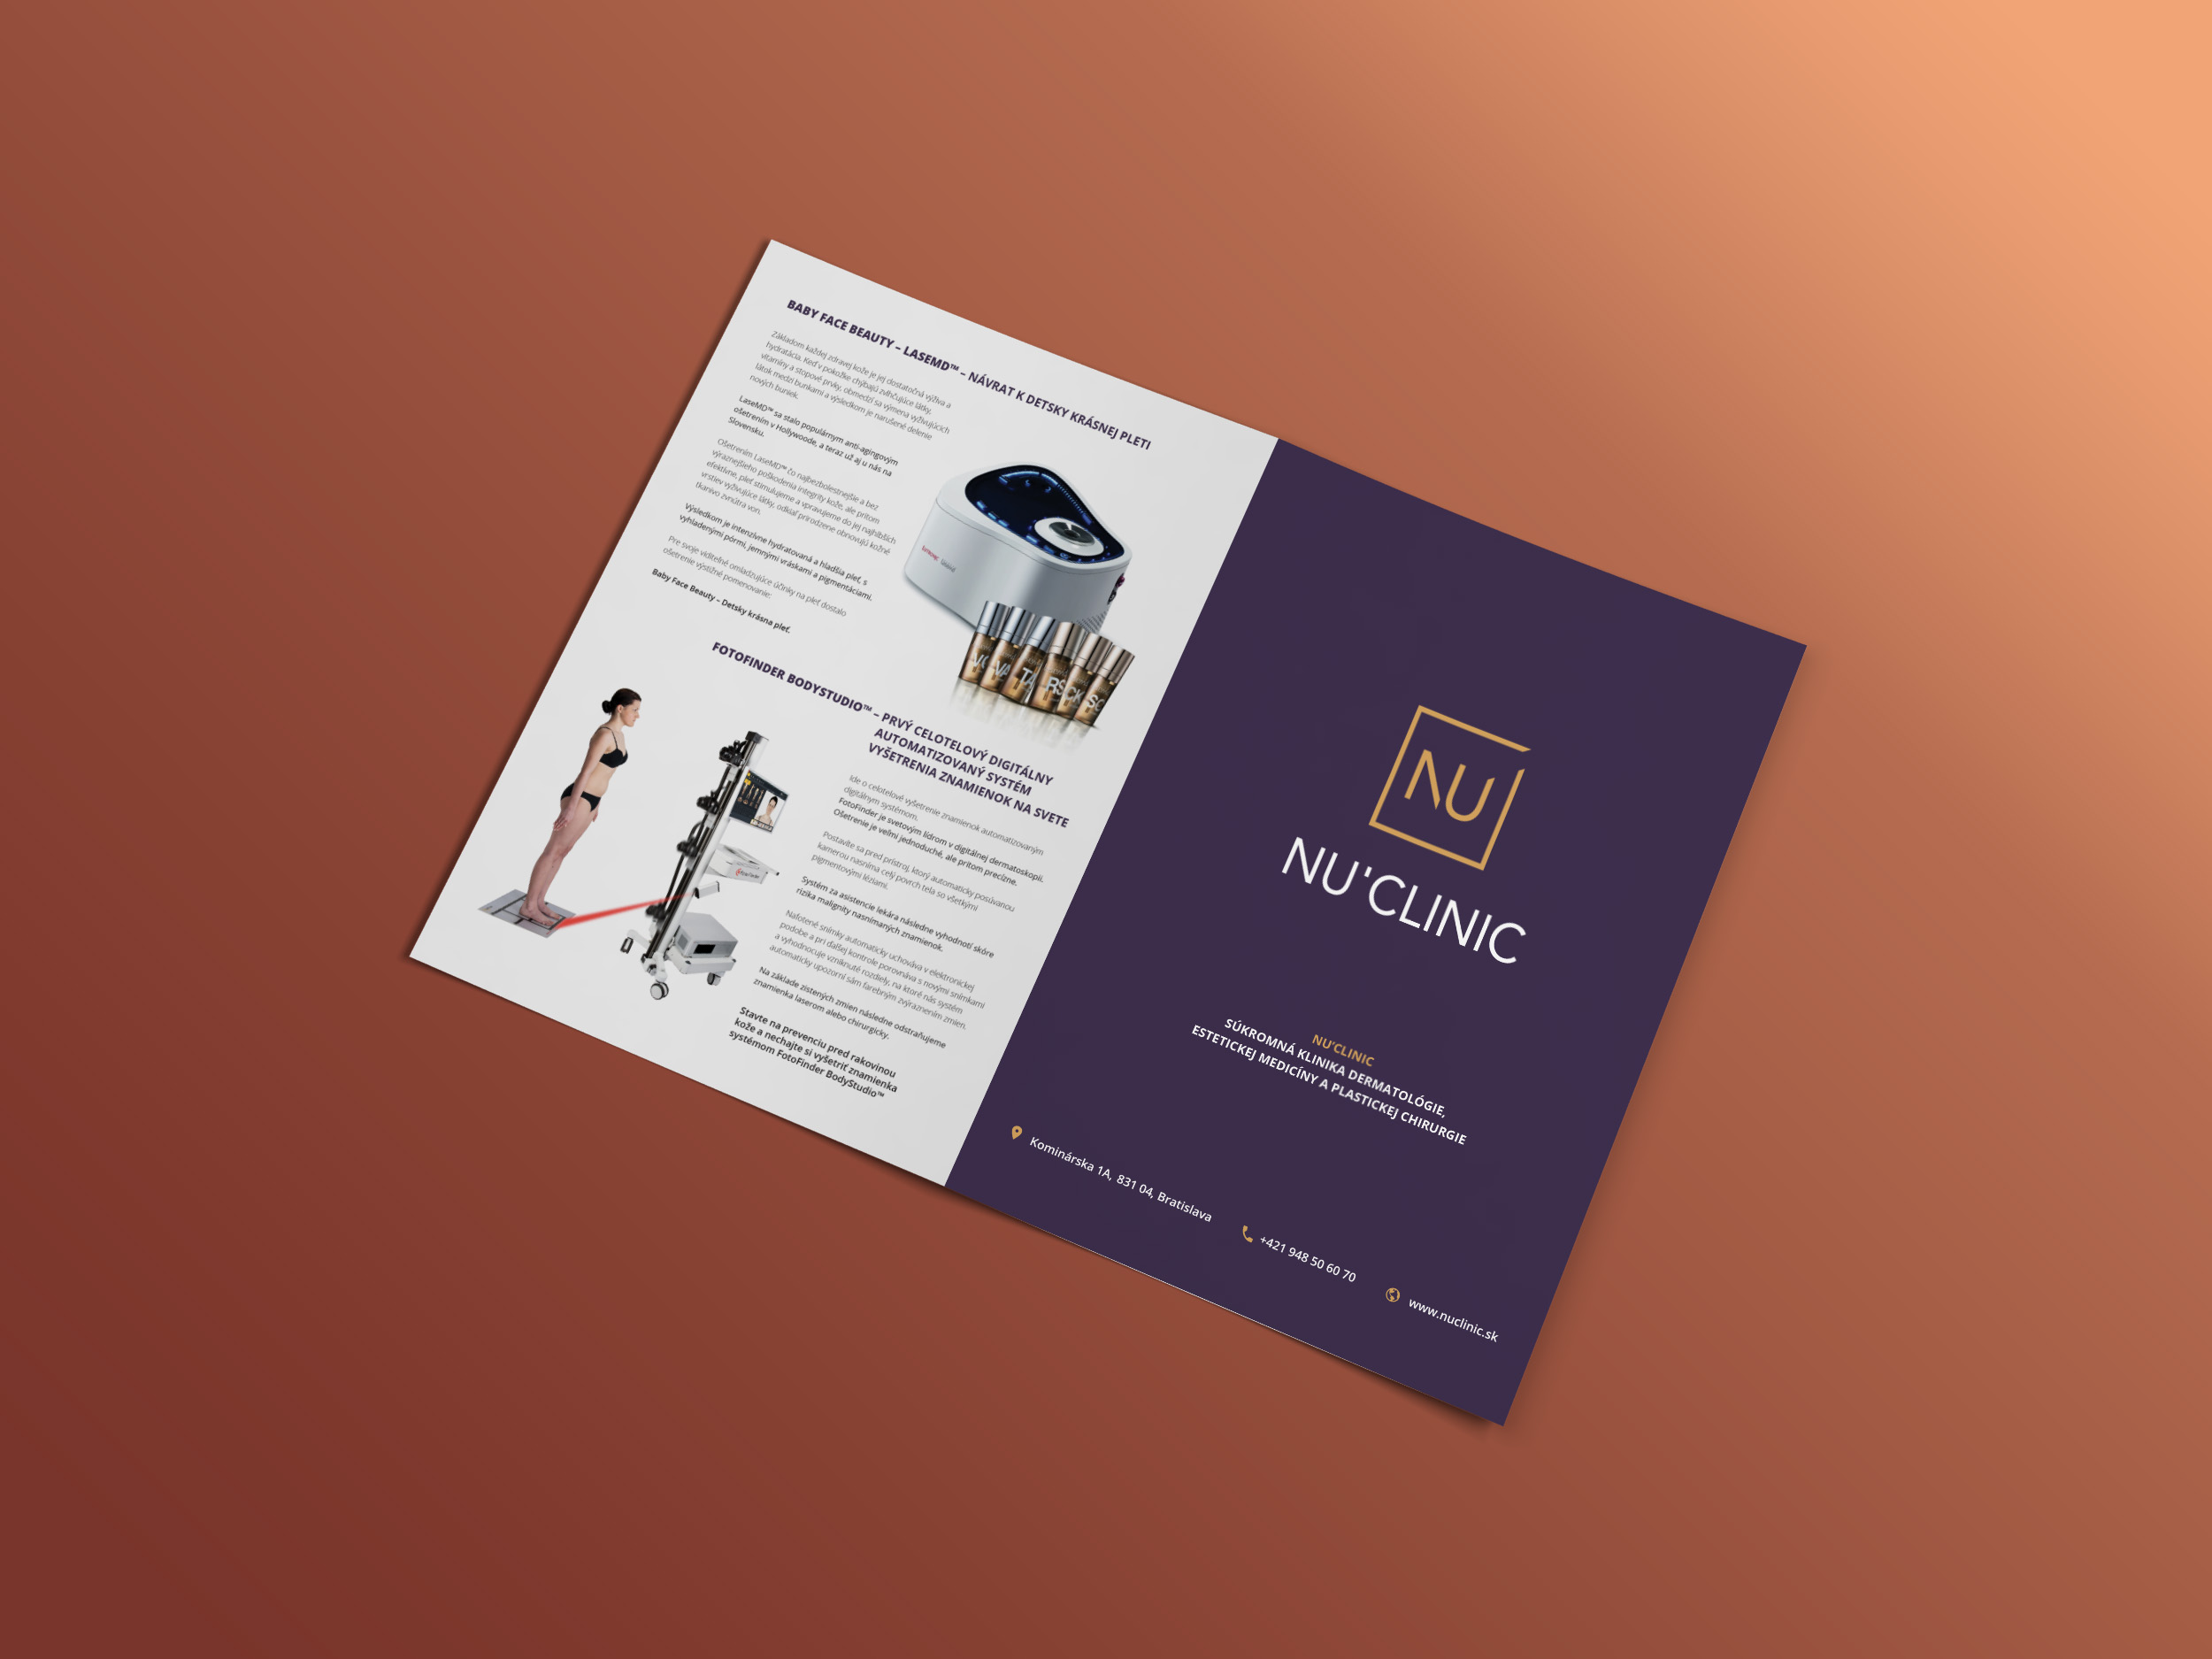 BABY FACE BEAUTY – LASEMD™ – NÁVRAT K DETSKY KRÁSNEJ PLETI
Základom každej zdravej kože je jej dostatočná výživa a
hydratácia. Keď v pokožke chýbajú zvlhčujúce látky,
vitamíny a stopové prvky, obmedzí sa výmena vyživujúcich
látok medzi bunkami a výsledkom je narušené delenie
nových buniek.
LaseMD™ sa stalo populárnym anti-agingovým
ošetrením v Hollywoode, a teraz už aj u nás na
Slovensku.
Ošetrením LaseMD™ čo najbezbolestnejšie a bez
výraznejšieho poškodenia integrity kože, ale pritom
efektívne, pleť stimulujeme a vpravujeme do jej najhlbších
vrstiev vyživujúce látky, odkiaľ prirodzene obnovujú kožné
tkanivo zvnútra von.
Výsledkom je intenzívne hydratovaná a hladšia pleť, s
vyhladenými pórmi, jemnými vráskami a pigmentáciami.
Pre svoje viditeľné omladzujúce účinky na pleť dostalo
ošetrenie výstižné pomenovanie:
Baby Face Beauty – Detsky krásna pleť.
FOTOFINDER BODYSTUDIO™ – PRVÝ CELOTELOVÝ DIGITÁLNY
AUTOMATIZOVANÝ SYSTÉM
VYŠETRENIA ZNAMIENOK NA SVETE
Ide o celotelové vyšetrenie znamienok automatizovaným
digitálnym systémom.
FotoFinder je svetovým lídrom v digitálnej dermatoskopii.
Ošetrenie je veľmi jednoduché, ale pritom precízne.
Postavíte sa pred prístroj, ktorý automaticky posúvanou
kamerou nasníma celý povrch tela so všetkými
pigmentovými léziami.
Systém za asistencie lekára následne vyhodnotí skóre
rizika malignity nasnímaných znamienok.
Nafotené snímky automaticky uchováva v elektronickej
podobe a pri ďalšej kontrole porovnáva s novými snímkami
a vyhodnocuje vzniknuté rozdiely, na ktoré nás systém
automaticky upozorní sám farebným zvýraznením zmien.
Na základe zistených zmien následne odstraňujeme
znamienka laserom alebo chirurgicky.
Stavte na prevenciu pred rakovinou
kože a nechajte si vyšetriť znamienka
systémom FotoFinder BodyStudio™
NU
NU'CLINIC
NU'CLINIC
SÚKROMNÁ KLINIKA DERMATOLÓGIE,
ESTETICKEJ MEDICÍNY A PLASTICKEJ CHIRURGIE
Kominárska 1A, 831 04, Bratislava
+421 948 50 60 70
www.nuclinic.sk